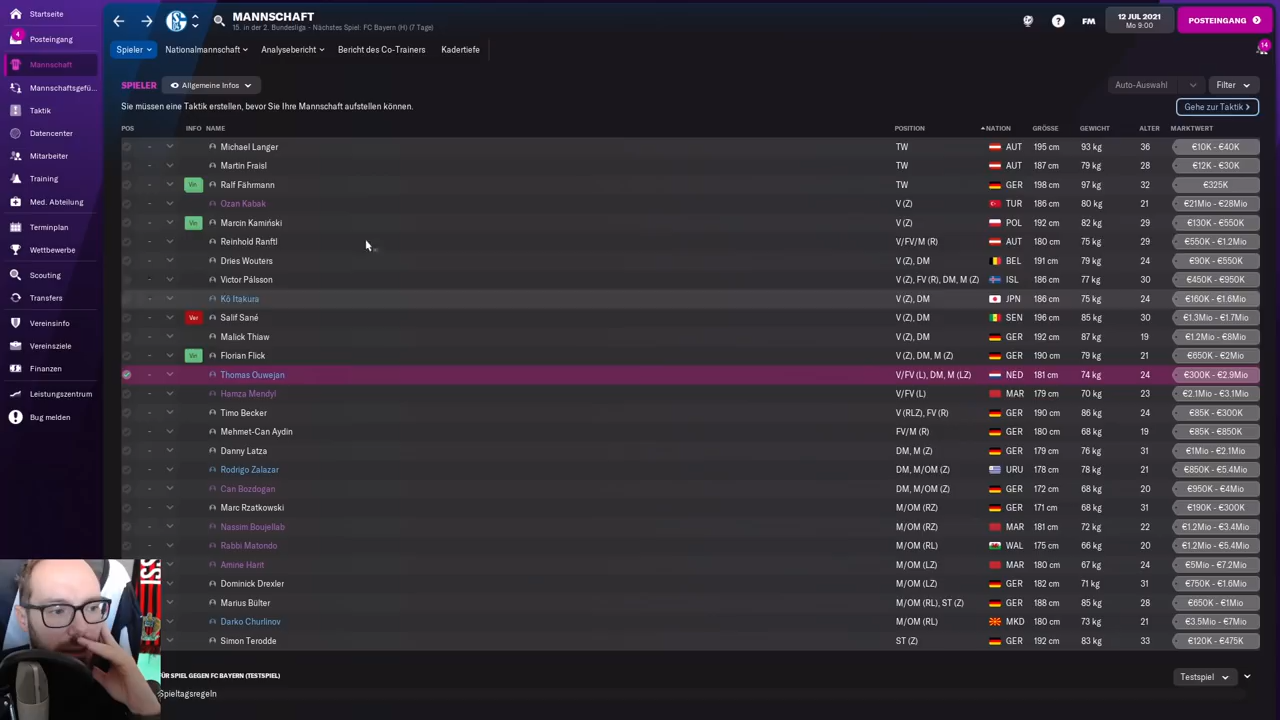 Startseite
4
Posteingang
Mannschaft
Mannschaftsgefü...
Taktik
Datencenter
Mitarbeiter
Training
Med. Abteilung
Terminplan
Wettbewerbe
Scouting
Transfers
Vereinsinfo
Vereinsziele
Finanzen
Leistungszentrum
Bug melden
MANNSCHAFT
15. in der 2. Bundesliga - Nächstes Spiel: FC Bayern (H) (7 Tage)
FM
12 JUL 2021
Mo 9:00
POSTEINGANG
Spieler
Nationalmannschaft
Analysebericht
Bericht des Co-Trainers
Kadertiefe
14
SPIELER
Allgemeine Infos
Auto-Auswahl
Filter
Sie müssen eine Taktik erstellen, bevor Sie Ihre Mannschaft aufstellen können.
Gehe zur Taktik
POS INFO NAME POSITION NATION GRÖSSE GEWICHT ALTER MARKTWERT
- Michael Langer TW AUT 195 cm 93 kg 36 €10K - €40K
- Martin Fraisl TW AUT 187 cm 79 kg 28 €12K - €30K
- Ralf Fährmann TW GER 198 cm 97 kg 32 €325K
- Ozan Kabak V (Z) TUR 186 cm 80 kg 21 €21Mio - €28Mio
- Marcin Kamiński V (Z) POL 192 cm 82 kg 29 €130K - €550K
- Reinhold Ranftl V/FV/M (R) AUT 180 cm 75 kg 29 €550K - €1.2Mio
- Dries Wouters V (Z), DM BEL 191 cm 79 kg 24 €90K - €550K
- Victor Pálsson V (Z), FV (R), DM, M (Z) ISL 186 cm 77 kg 30 €450K - €950K
- Kō Itakura V (Z), DM JPN 186 cm 75 kg 24 €160K - €1.6Mio
- Ver Salif Sané V (Z), DM SEN 196 cm 85 kg 30 €1.3Mio - €1.7Mio
- Malick Thiaw V (Z), DM GER 192 cm 87 kg 19 €1.2Mio - €8Mio
- Florian Flick V (Z), DM, M (Z) GER 190 cm 79 kg 21 €650K - €2Mio
- Thomas Ouwejan V/FV (L), DM, M (LZ) NED 181 cm 74 kg 24 €300K - €2.9Mio
- Hamza Mendyl V/FV (L) MAR 179 cm 70 kg 23 €2.1Mio - €3.1Mio
- Timo Becker V (RLZ), FV (R) GER 190 cm 86 kg 24 €85K - €300K
- Mehmet-Can Aydin FV/M (R) GER 180 cm 68 kg 19 €85K - €850K
- Danny Latza DM, M (Z) GER 179 cm 76 kg 31 €1Mio - €2.1Mio
- Rodrigo Zalazar DM, M/OM (Z) URU 178 cm 78 kg 21 €850K - €5.4Mio
- Can Bozdogan DM, M/OM (Z) GER 172 cm 68 kg 20 €950K - €4Mio
- Marc Rzatkowski M/OM (RZ) GER 171 cm 68 kg 31 €190K - €300K
- Nassim Boujellab M/OM (RZ) MAR 181 cm 72 kg 22 €1.2Mio - €3.4Mio
- Rabbi Matondo M/OM (RL) WAL 175 cm 66 kg 20 €1.2Mio - €5.4Mio
- Amine Harit M/OM (LZ) MAR 180 cm 67 kg 24 €5Mio - €7.2Mio
- Dominick Drexler M/OM (LZ) GER 182 cm 71 kg 31 €750K - €1.6Mio
- Marius Bülter M/OM (RL), ST (Z) GER 188 cm 85 kg 28 €650K - €1Mio
- Darko Churlinov M/OM (RL) MKD 180 cm 73 kg 21 €3.5Mio - €7Mio
- Simon Terodde ST (Z) GER 192 cm 83 kg 33 €120K - €475K
FÜR SPIEL GEGEN FC BAYERN (TESTSPIEL)
Testspiel
Spieltagsregeln